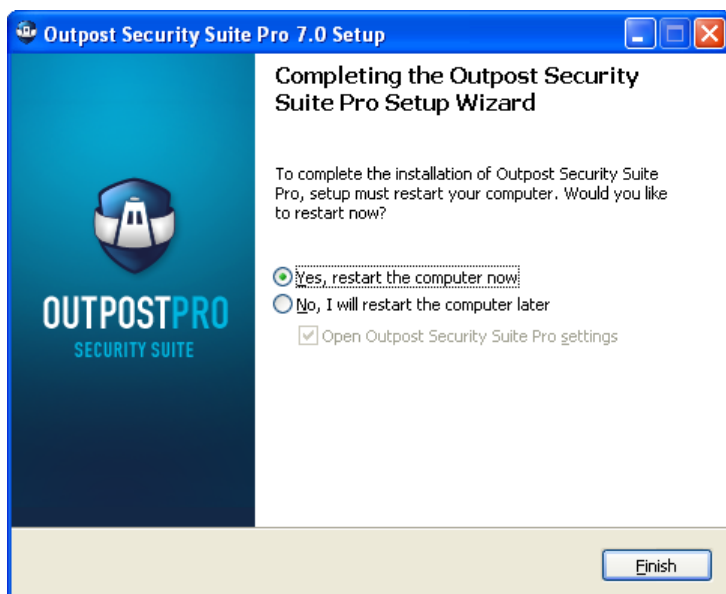 Outpost Security Suite Pro 7.0 Setup
Completing the Outpost Security
Suite Pro Setup Wizard
To complete the installation of Outpost Security Suite
Pro, setup must restart your computer. Would you like
to restart now?
Yes, restart the computer now
No, I will restart the computer later
Open Outpost Security Suite Pro settings
OUTPOSTPRO
SECURITY SUITE
Finish